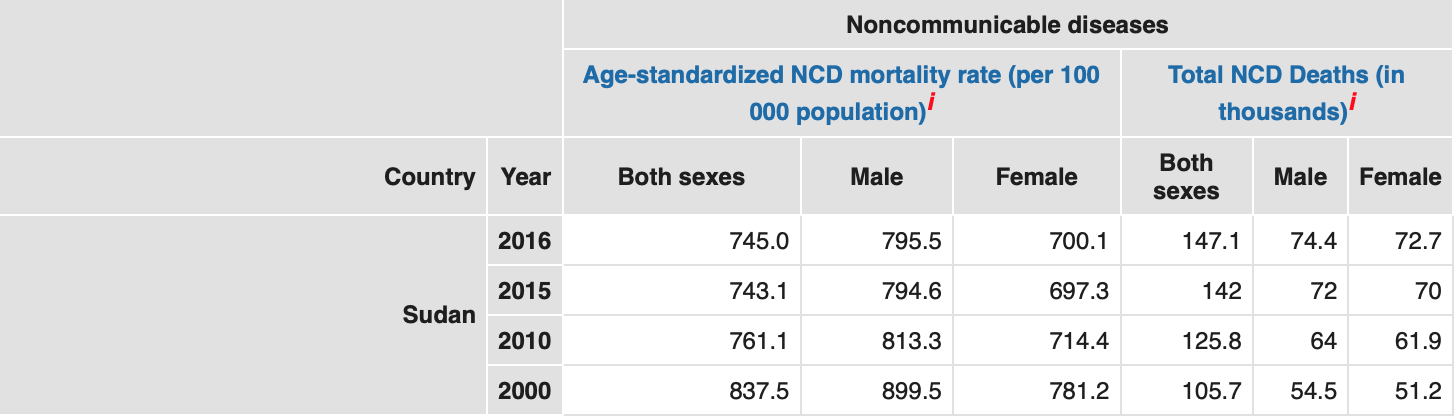 Noncommunicable diseases
Age-standardized NCD mortality rate (per 100
000 population)i
Total NCD Deaths (in
thousands)i
Country Year Both sexes Male Female Both
sexes Male Female
Sudan
2016 745.0 795.5 700.1 147.1 74.4 72.7
2015 743.1 794.6 697.3 142 72 70
2010 761.1 813.3 714.4 125.8 64 61.9
2000 837.5 899.5 781.2 105.7 54.5 51.2